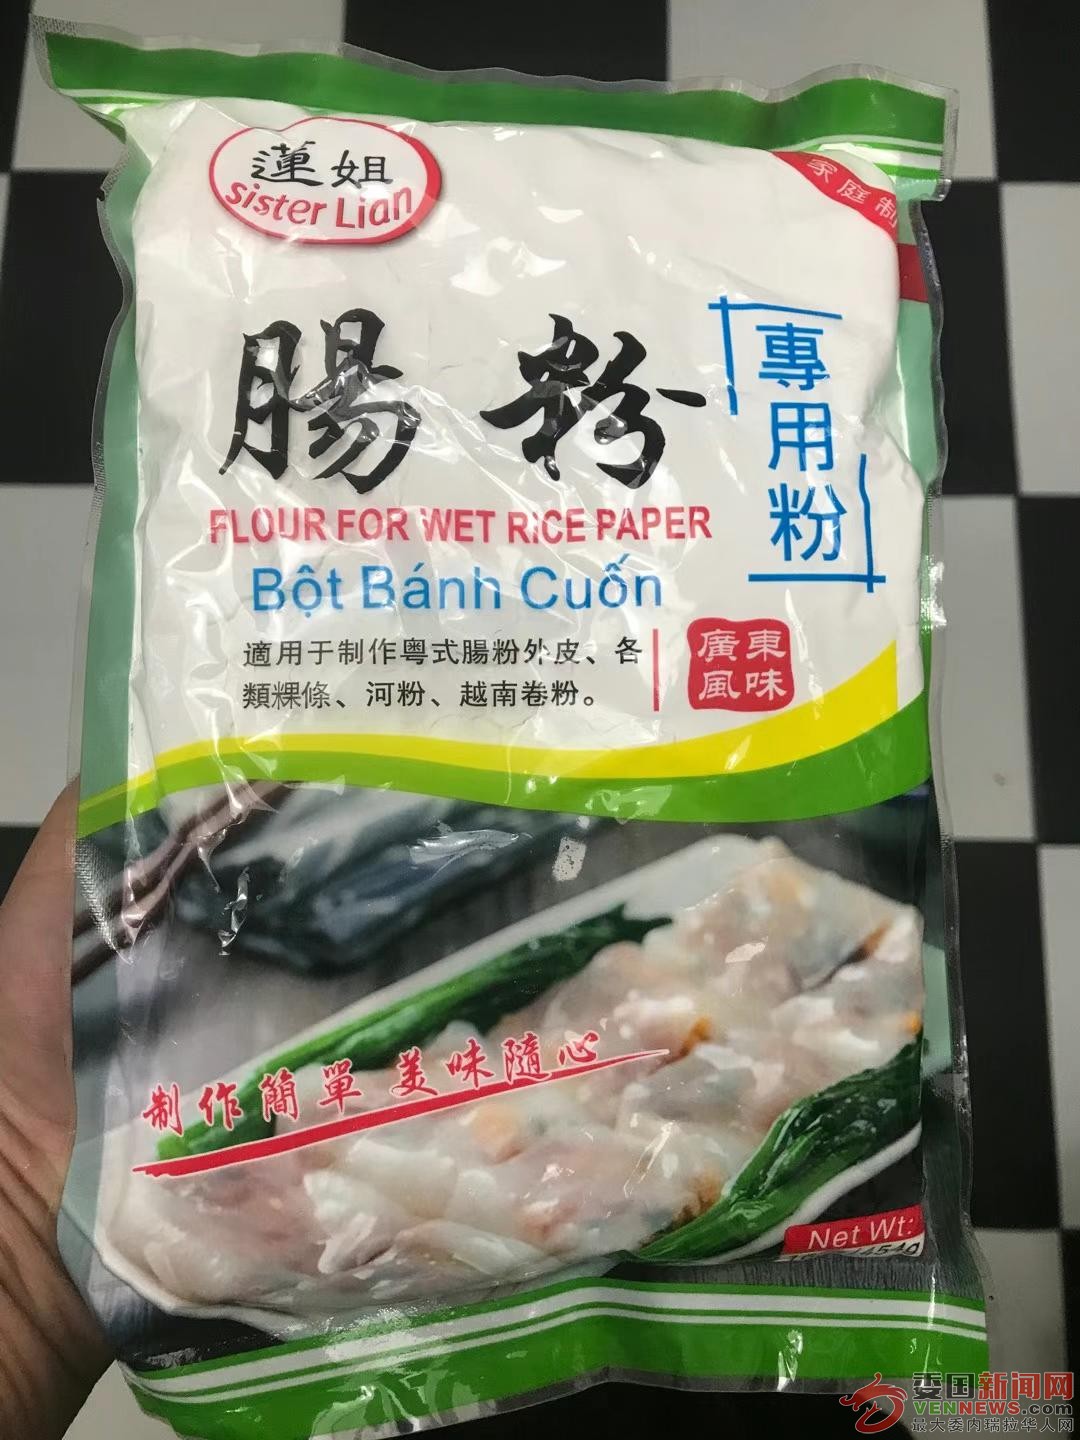 蓮姐
sister Lian
家庭制
腸粉
專用粉
FLOUR FOR WET RICE PAPER
Bột Bánh Cuốn
適用于制作粤式腸粉外皮、各
類粿條、河粉、越南卷粉。
廣東
風味
制作簡單 美味隨心
Net Wt:
454g
委国新闻网
VENNEWS.COM
最大委内瑞拉华人网